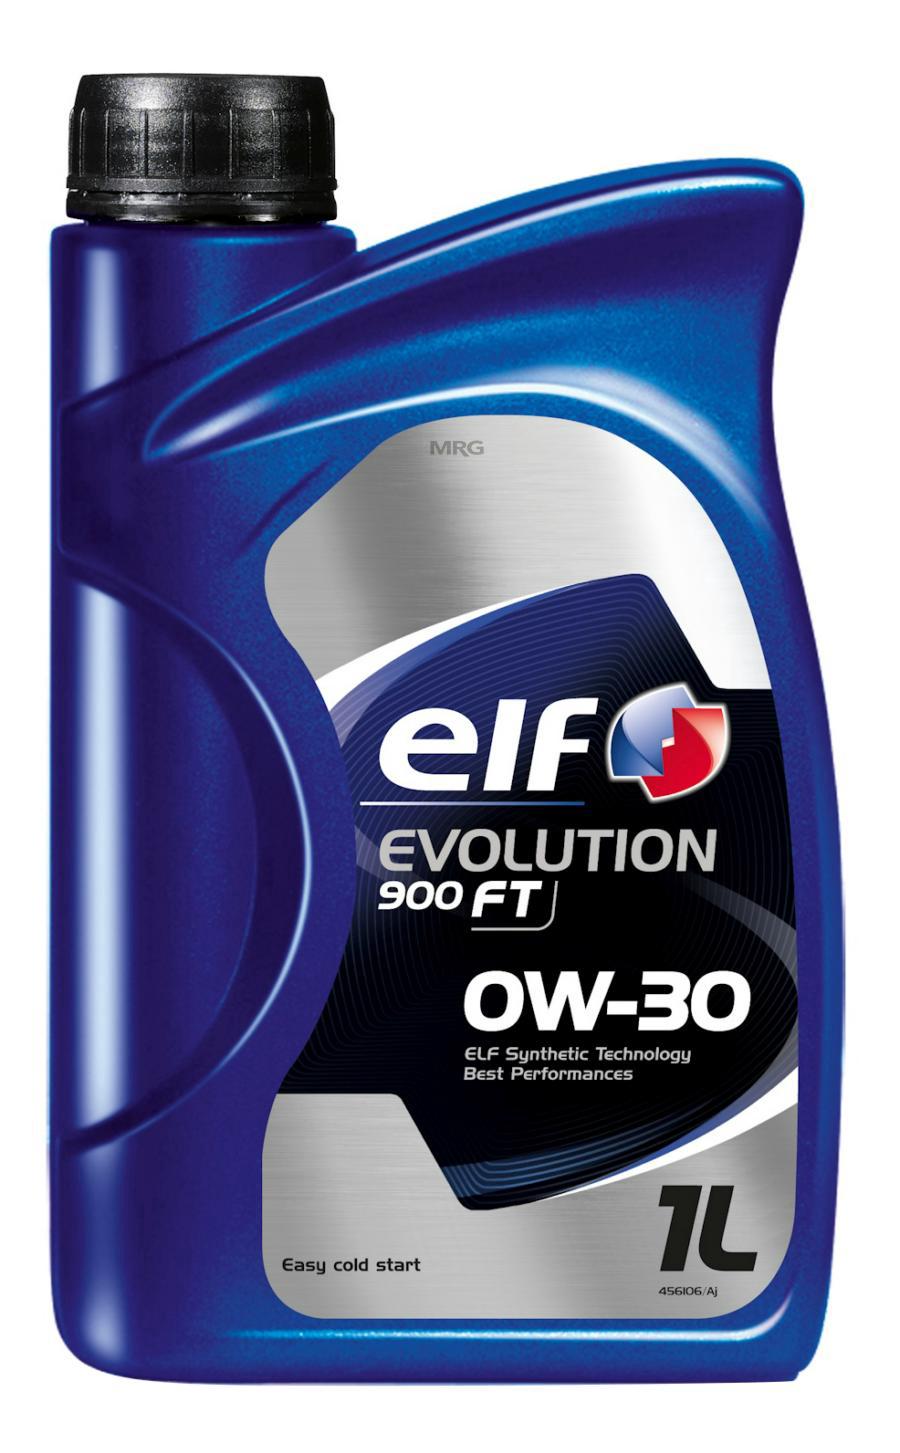 MRG
elf
EVOLUTION
900 FT
0W-30
ELF Synthetic Technology
Best Performances
1L
Easy cold start
456106/Aj